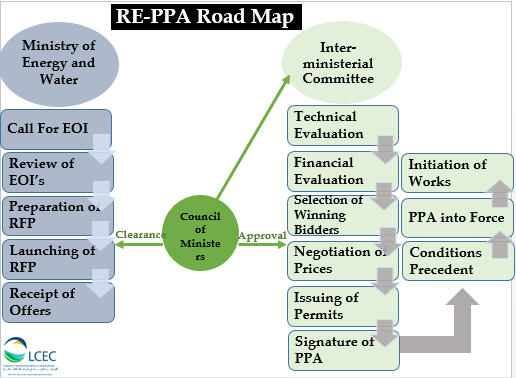 RE-PPA Road Map
Ministry of
Energy and
Water
Call For EOI
Review of
EOI's
Preparation of
RFP
Launching of
RFP
Receipt of
Offers
Clearance
Council
of
Ministe
rs
Approval
Inter-
ministerial
Committee
Technical
Evaluation
Financial
Evaluation
Selection of
Winning
Bidders
Negotiation of
Prices
Issuing of
Permits
Signature of
PPA
Initiation of
Works
PPA into Force
Conditions
Precedent
LCEC